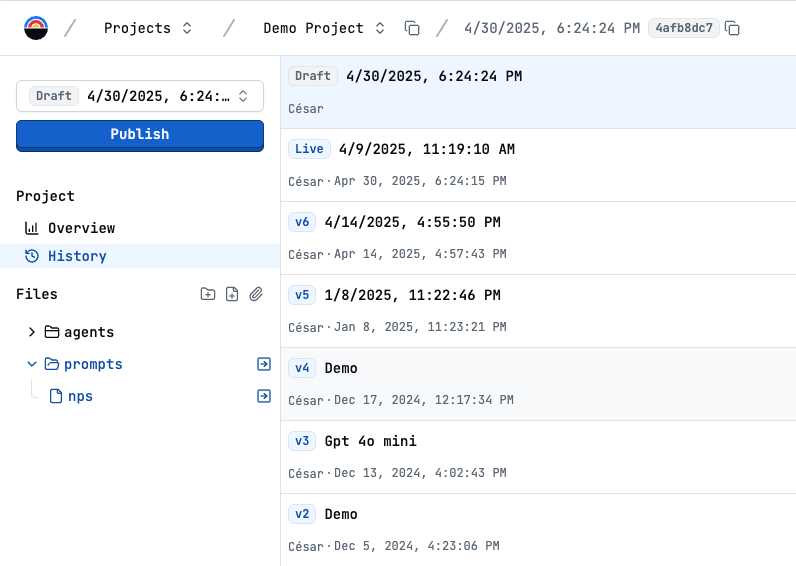 Projects Demo Project 4/30/2025, 6:24:24 PM 4afb8dc7
Draft 4/30/2025, 6:24:…
Publish
Project
Overview
History
Files
agents
prompts
nps
Draft 4/30/2025, 6:24:24 PM
César
Live 4/9/2025, 11:19:10 AM
César · Apr 30, 2025, 6:24:15 PM
v6 4/14/2025, 4:55:50 PM
César · Apr 14, 2025, 4:57:43 PM
v5 1/8/2025, 11:22:46 PM
César · Jan 8, 2025, 11:23:21 PM
v4 Demo
César · Dec 17, 2024, 12:17:34 PM
v3 Gpt 4o mini
César · Dec 13, 2024, 4:02:43 PM
v2 Demo
César · Dec 5, 2024, 4:23:06 PM